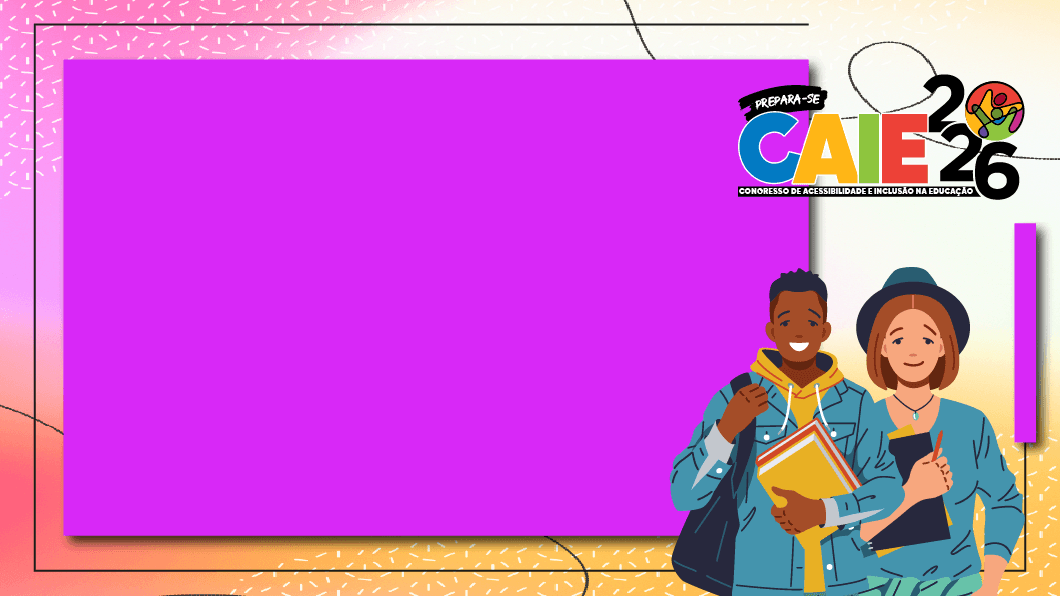 PREPARA-SE
CAIE 2026
CONGRESSO DE ACESSIBILIDADE E INCLUSÃO NA EDUCAÇÃO